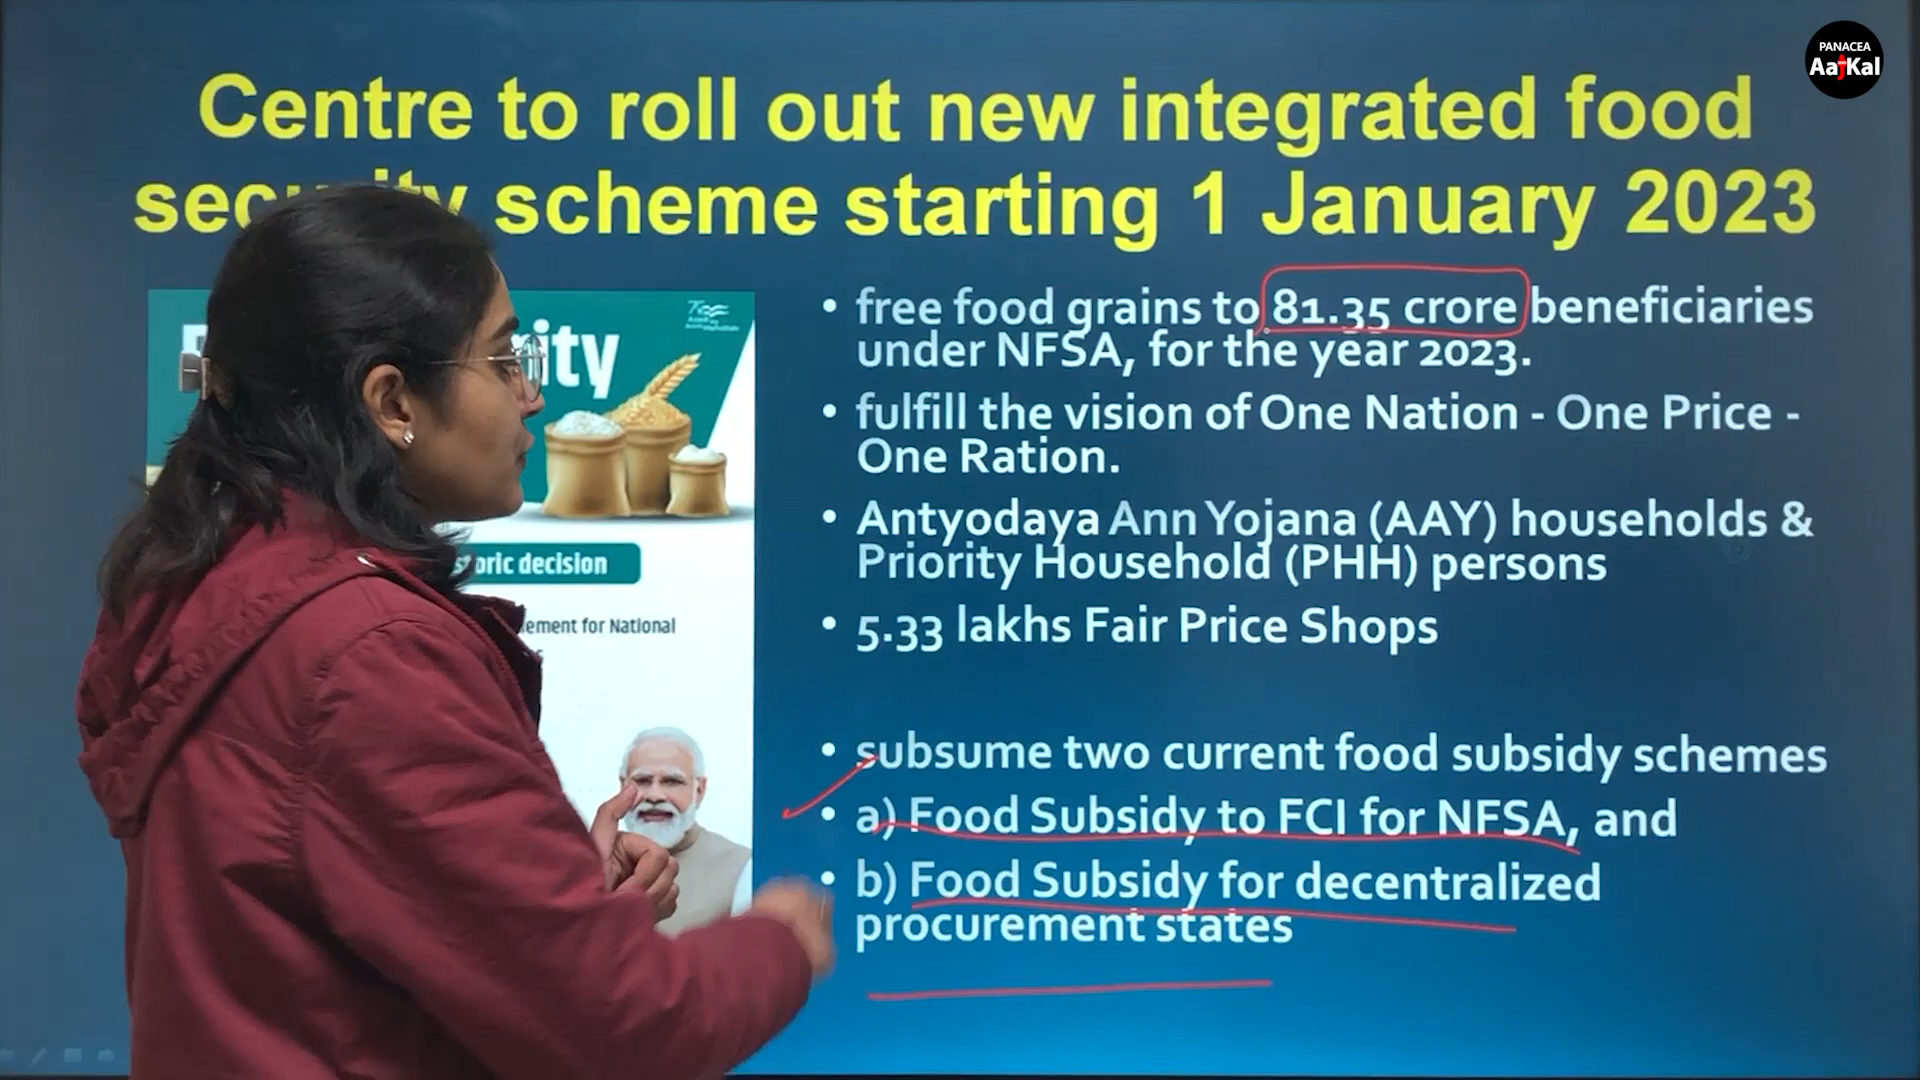 PANACEA
AajKal
Centre to roll out new integrated food
scheme starting 1 January 2023
ity
oric decision
ement for National
• free food grains to 81.35 crore beneficiaries
under NFSA, for the year 2023.
• fulfill the vision of One Nation - One Price -
One Ration.
• Antyodaya Ann Yojana (AAY) households &
Priority Household (PHH) persons
• 5.33 lakhs Fair Price Shops
• subsume two current food subsidy schemes
• a) Food Subsidy to FCI for NFSA, and
• b) Food Subsidy for decentralized
procurement states